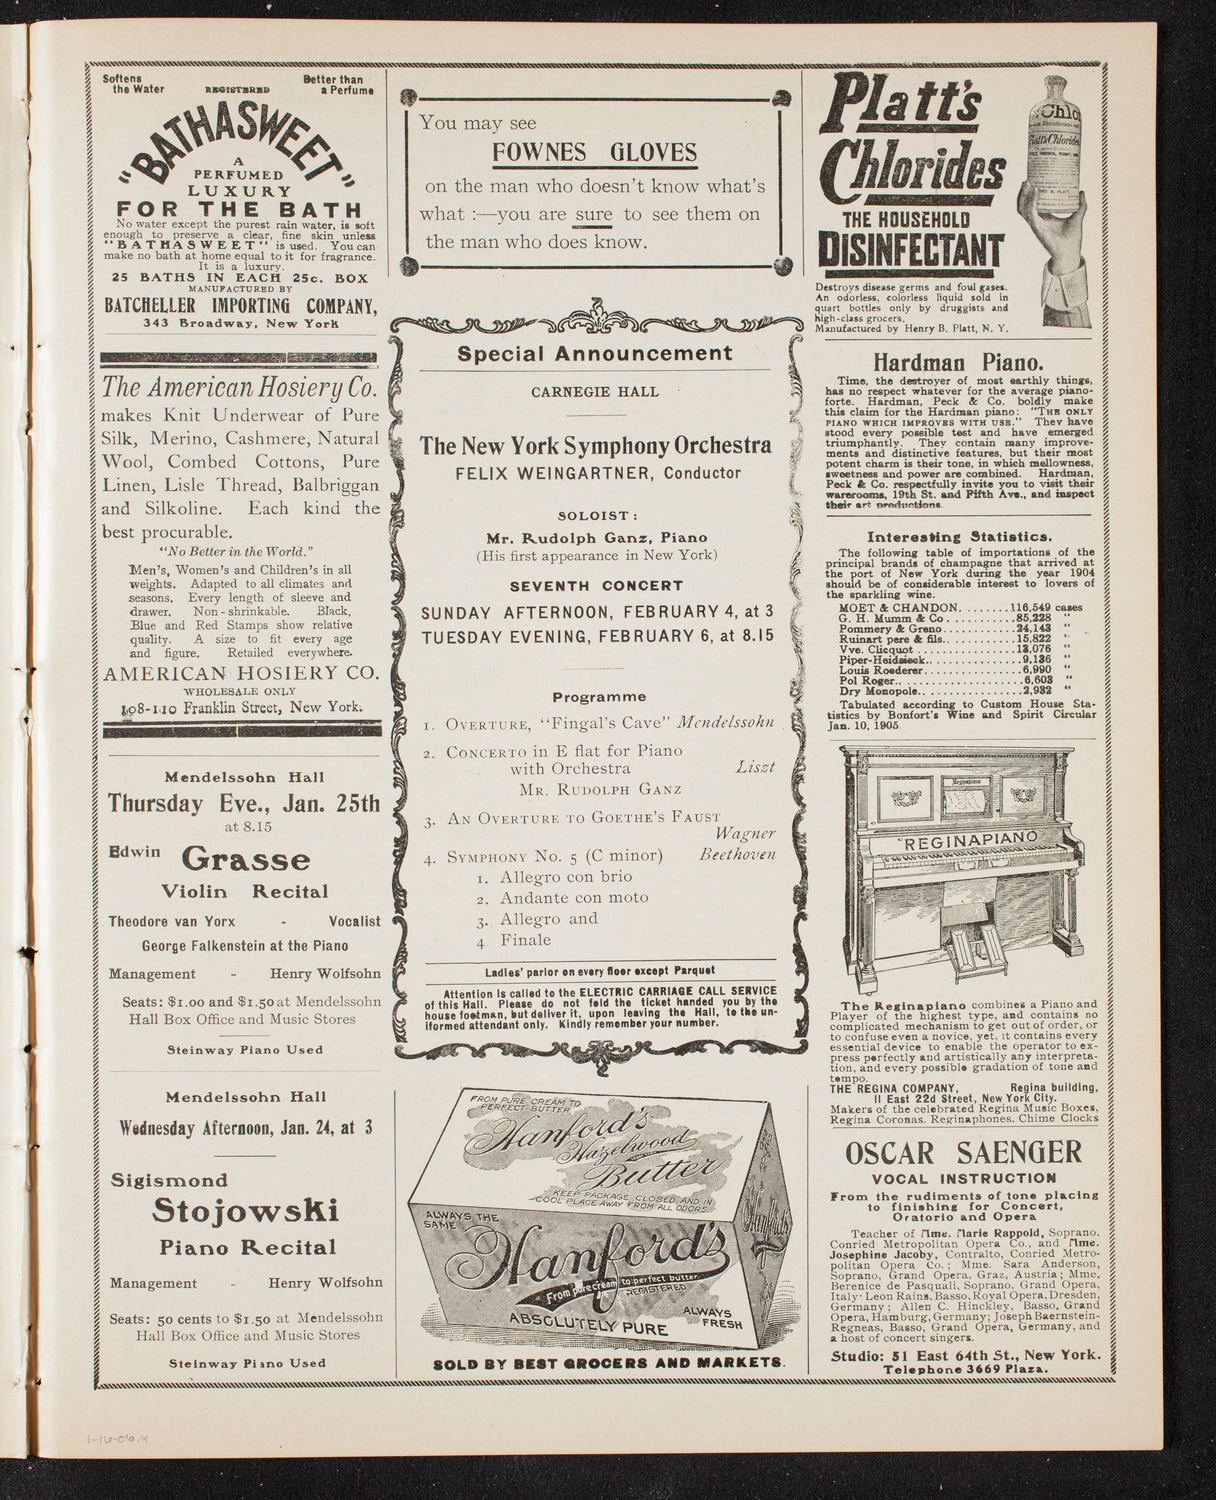 Softens
the Water
Better than
a Perfume
REGISTERED
"BATHASWEET"
A
PERFUMED
LUXURY
FOR THE BATH
No water except the purest rain water, is soft
enough to preserve a clear, fine skin unless
"BATHASWEET" is used. You can
make no bath at home equal to it for fragrance.
It is a luxury.
25 BATHS IN EACH 25c. BOX
MANUFACTURED BY
BATCHELLER IMPORTING COMPANY,
343 Broadway, New York
The American Hosiery Co.
makes Knit Underwear of Pure
Silk, Merino, Cashmere, Natural
Wool, Combed Cottons, Pure
Linen, Lisle Thread, Balbriggan
and Silkoline. Each kind the
best procurable.
"No Better in the World."
Men's, Women's and Children's in all
weights. Adapted to all climates and
seasons. Every length of sleeve and
drawer. Non-shrinkable. Black,
Blue and Red Stamps show relative
quality. A size to fit every age
and figure. Retailed everywhere.
AMERICAN HOSIERY CO.
WHOLESALE ONLY
108-110 Franklin Street, New York.
Mendelssohn Hall
Thursday Eve., Jan. 25th
at 8.15
Edwin Grasse
Violin Recital
Theodore van Yorx - Vocalist
George Falkenstein at the Piano
Management - Henry Wolfsohn
Seats: $1.00 and $1.50 at Mendelssohn
Hall Box Office and Music Stores
Steinway Piano Used
Mendelssohn Hall
Wednesday Afternoon, Jan. 24, at 3
Sigismond
Stojowski
Piano Recital
Management - Henry Wolfsohn
Seats: 50 cents to $1.50 at Mendelssohn
Hall Box Office and Music Stores
Steinway Piano Used
You may see
FOWNES GLOVES
on the man who doesn't know what's
what:—you are sure to see them on
the man who does know.
Special Announcement
CARNEGIE HALL
The New York Symphony Orchestra
FELIX WEINGARTNER, Conductor
SOLOIST:
Mr. Rudolph Ganz, Piano
(His first appearance in New York)
SEVENTH CONCERT
SUNDAY AFTERNOON, FEBRUARY 4, at 3
TUESDAY EVENING, FEBRUARY 6, at 8.15
Programme
1. OVERTURE, "Fingal's Cave" Mendelssohn
2. CONCERTO in E flat for Piano
with Orchestra Liszt
MR. RUDOLPH GANZ
3. AN OVERTURE TO GOETHE'S FAUST
Wagner
4. SYMPHONY No. 5 (C minor) Beethoven
1. Allegro con brio
2. Andante con moto
3. Allegro and
4 Finale
Ladies' parlor on every floor except Parquet
Attention is called to the ELECTRIC CARRIAGE CALL SERVICE
of this Hall. Please do not fold the ticket handed you by the
house footman, but deliver it, upon leaving the Hall, to the un-
iformed attendant only. Kindly remember your number.
FROM PURE CREAM TO
PERFECT BUTTER
Hanford's
Hazelwood
Butter
KEEP PACKAGE CLOSED AND IN
COOL PLACE AWAY FROM ALL ODORS.
ALWAYS THE
SAME
Hanford's
From pure cream to perfect butter
REGISTERED
ABSOLUTELY PURE
ALWAYS
FRESH
SOLD BY BEST GROCERS AND MARKETS.
Platt's
Chlorides
THE HOUSEHOLD
DISINFECTANT
Destroys disease germs and foul gases.
An odorless, colorless liquid sold in
quart bottles only by druggists and
high-class grocers.
Manufactured by Henry B. Platt, N. Y.
Hardman Piano.
Time, the destroyer of most earthly things,
has no respect whatever for the average piano-
forte. Hardman, Peck & Co. boldly make
this claim for the Hardman piano; "THE ONLY
PIANO WHICH IMPROVES WITH USE." They have
stood every possible test and have emerged
triumphantly. They contain many improve-
ments and distinctive features, but their most
potent charm is their tone, in which mellowness,
sweetness and power are combined. Hardman,
Peck & Co. respectfully invite you to visit their
warerooms, 19th St. and Fifth Ave., and inspect
their art productions.
Interesting Statistics.
The following table of importations of the
principal brands of champagne that arrived at
the port of New York during the year 1904
should be of considerable interest to lovers of
the sparkling wine.
MOET & CHANDON........116,549 cases
G. H. Mumm & Co..........85,228 "
Pommery & Greno...........24,143 "
Ruinart pere & fils...........15,822 "
Vve. Clicquot...............13,076 "
Piper-Heidsieck..............9,136 "
Louis Roederer..............6,990 "
Pol Roger...................6,603 "
Dry Monopole...............2,932 "
Tabulated according to Custom House Sta-
tistics by Bonfort's Wine and Spirit Circular
Jan. 10, 1905.
Reginapiano
"REGINAPIANO"
The Reginapiano combines a Piano and
Player of the highest type, and contains no
complicated mechanism to get out of order, or
to confuse even a novice, yet, it contains every
essential device to enable the operator to ex-
press perfectly and artistically any interpreta-
tion, and every possible gradation of tone and
tempo.
THE REGINA COMPANY, Regina building,
11 East 22d Street, New York City.
Makers of the celebrated Regina Music Boxes,
Regina Coronas, Reginaphones, Chime Clocks
OSCAR SAENGER
VOCAL INSTRUCTION
From the rudiments of tone placing
to finishing for Concert,
Oratorio and Opera
Teacher of Mme. Marie Rappold, Soprano,
Conried Metropolitan Opera Co., and Mme.
Josephine Jacoby, Contralto, Conried Metro-
politan Opera Co.; Mme. Sara Anderson,
Soprano, Grand Opera, Graz, Austria; Mme.
Berenice de Pasquali, Soprano, Grand Opera,
Italy; Leon Rains, Basso, Royal Opera, Dresden,
Germany; Allen C. Hinckley, Basso, Grand
Opera, Hamburg, Germany; Joseph Baernstein-
Regneas, Basso, Grand Opera, Germany, and
a host of concert singers.
Studio: 51 East 64th St., New York.
Telephone 3669 Plaza.
1-16-06.4